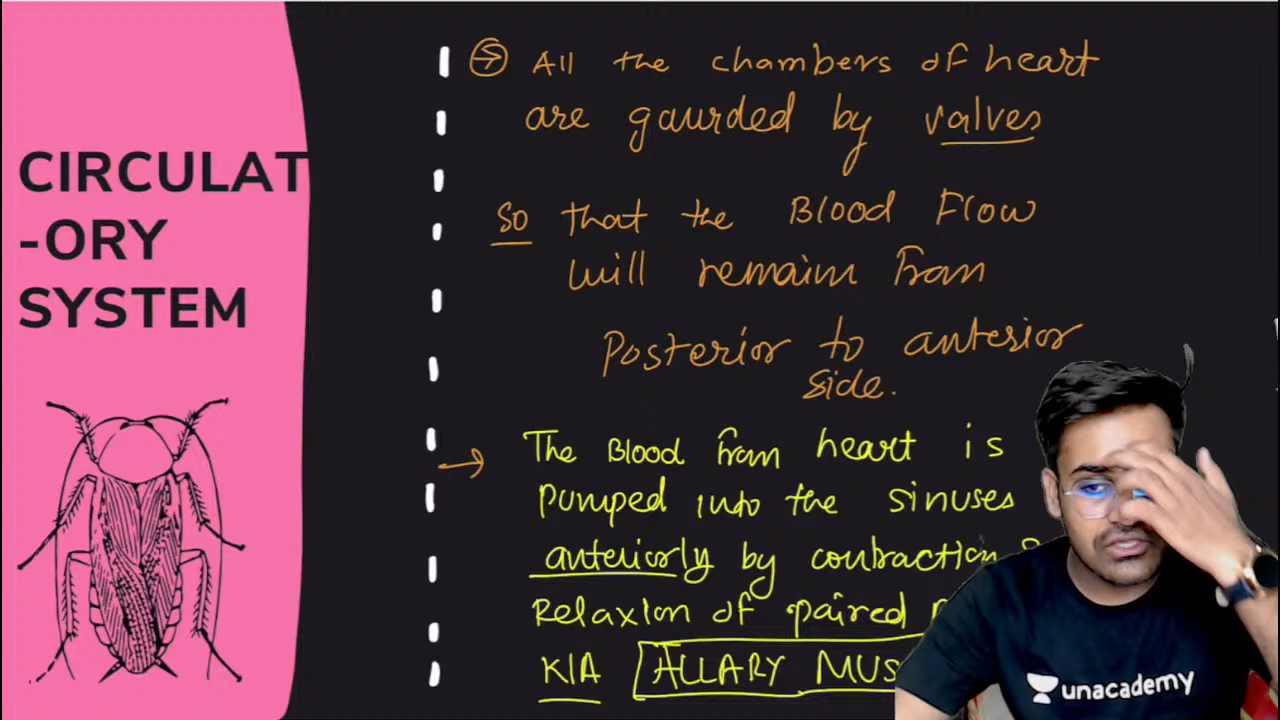 CIRCULAT
-ORY
SYSTEM
All the chambers of heart
are gaurded by valves
So that the Blood Flow
will remain from
Posterior to anterior
side.
The Blood from heart is
pumped into the sinuses
anteriorly by contraction
Relaxion of paired
KIA ALLARY MUS
unacademy